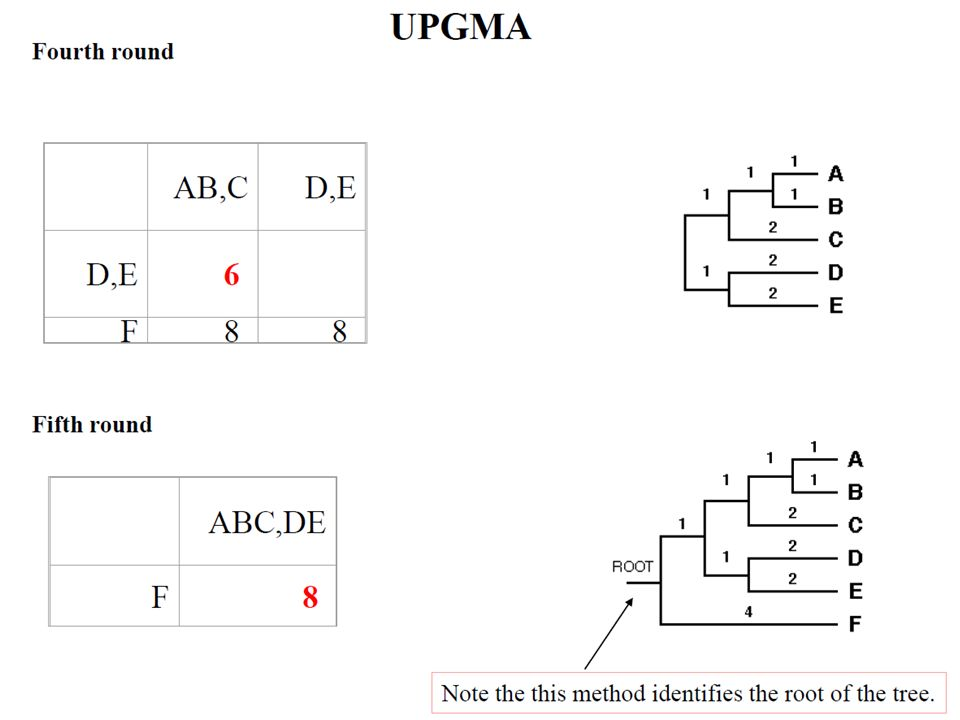 UPGMA
Fourth round
AB,C D,E
D,E 6
F 8 8
1
1 A
1
1 B
2 C
1
2 D
2 E
Fifth round
ABC,DE
F 8
1
1 A
1
1 B
2 C
1
2 D
1
2 E
ROOT
4 F
Note the this method identifies the root of the tree.